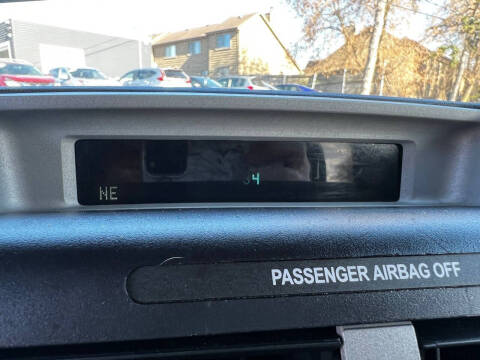 NE 34
PASSENGER AIRBAG OFF